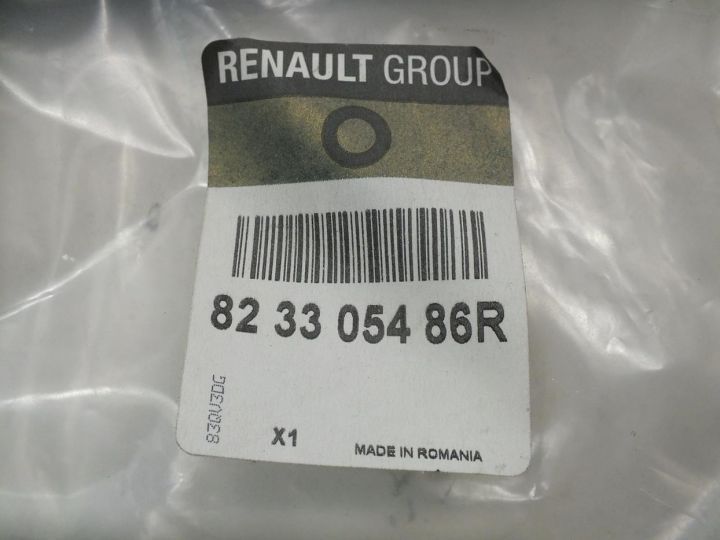 RENAULT GROUP
82 33 054 86R
83QV3DG
X1
MADE IN ROMANIA